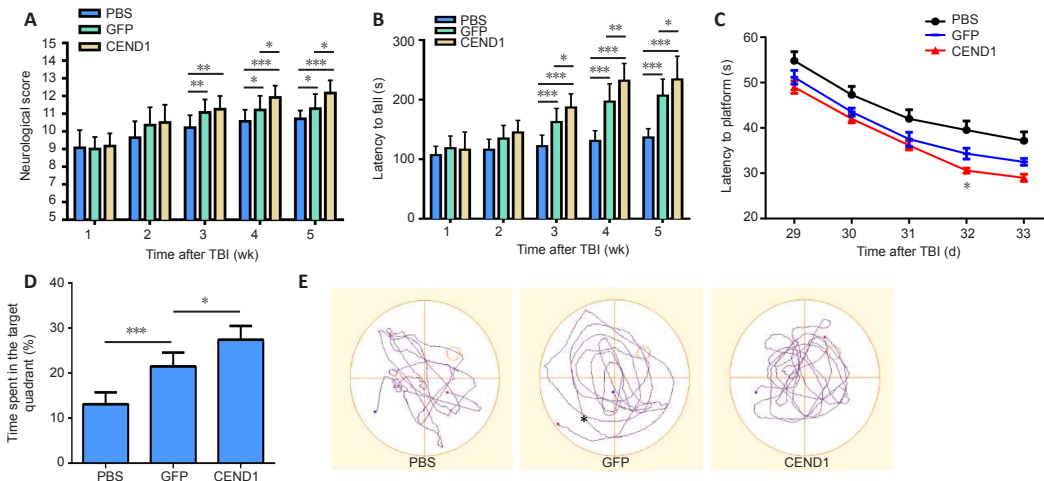 A
PBS
GFP
CEND1
Neurological score
15
14
13
12
11
10
9
8
7
6
5
** ** * *** * * *** *
1 2 3 4 5
Time after TBI (wk)
B
PBS
GFP
CEND1
Latency to fall (s)
300
200
100
0
*** *** * *** *** ** *** *** *
1 2 3 4 5
Time after TBI (wk)
C
PBS
GFP
CEND1
Latency to platform (s)
60
40
30
20
*
29 30 31 32 33
Time after TBI (d)
D
Time spent in the target
quadrant (%)
40
30
20
10
0
*** *
PBS GFP CEND1
E
*
PBS GFP CEND1